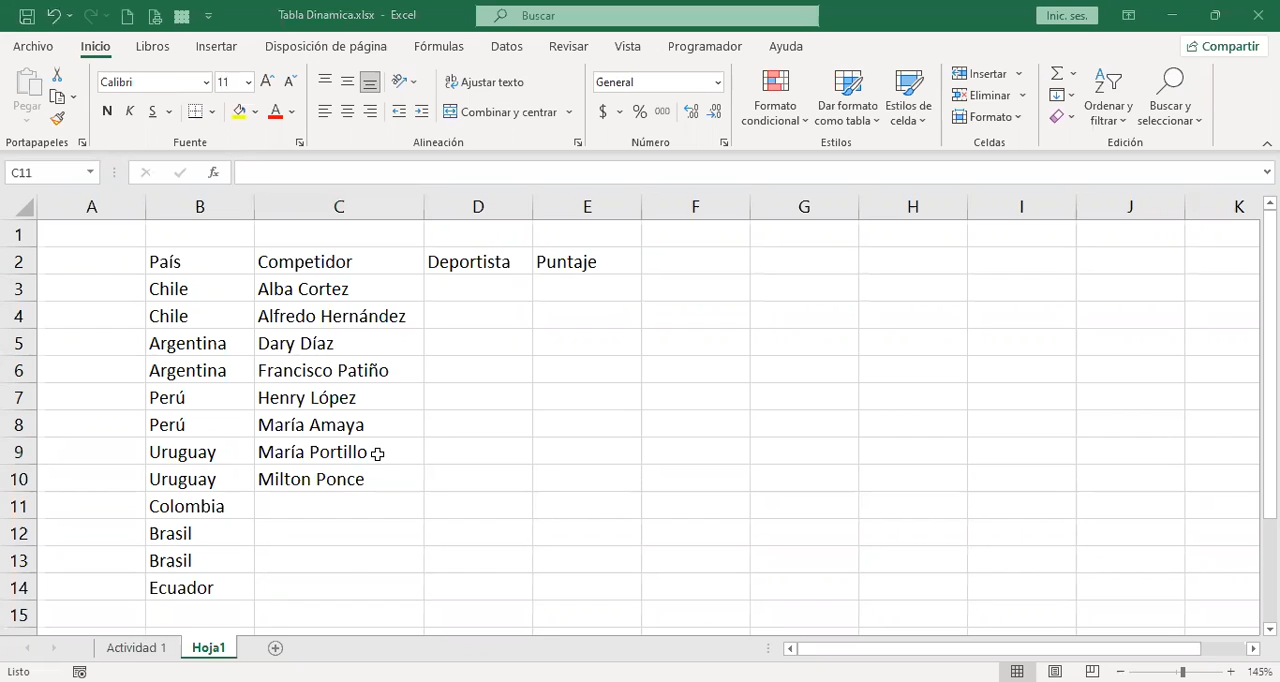 Tabla Dinamica.xlsx - Excel
Buscar
Inic. ses.
Archivo Inicio Libros Insertar Disposición de página Fórmulas Datos Revisar Vista Programador Ayuda
Compartir
Pegar
Calibri 11
N K S
A
Ajustar texto
Combinar y centrar
General
$ % 000
Formato condicional
Dar formato como tabla
Estilos de celda
Insertar
Eliminar
Formato
Ordenar y filtrar
Buscar y seleccionar
Portapapeles Fuente Alineación Número Estilos Celdas Edición
C11 fx
A B C D E F G H I J K
1
2 País Competidor Deportista Puntaje
3 Chile Alba Cortez
4 Chile Alfredo Hernández
5 Argentina Dary Díaz
6 Argentina Francisco Patiño
7 Perú Henry López
8 Perú María Amaya
9 Uruguay María Portillo
10 Uruguay Milton Ponce
11 Colombia
12 Brasil
13 Brasil
14 Ecuador
15
Actividad 1 Hoja1
Listo 145%